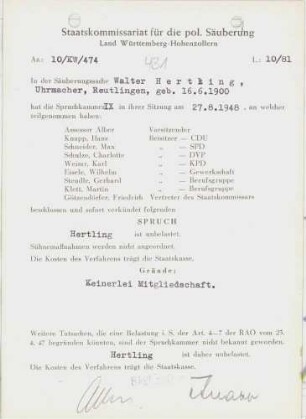 Staatskommissariat für die pol. Säuberung
Land Württemberg-Hohenzollern
Az: 10/KW/474
L: 10/81
In der Säuberungssache Walter Hertking,
Uhrmacher, Reutlingen, geb. 16.6.1900
hat die Spruchkammer IX in ihrer Sitzung am 27.8.1948, an welcher
teilgenommen haben:
Assessor Alber Vorsitzender
Knapp, Hans Beisitzer — CDU
Schneider, Max „ — SPD
Schulze, Charlotte „ — DVP
Weimar, Karl „ — KPD
Eisele, Wilhelm „ — Gewerkschaft
Staudle, Gerhard „ — Berufsgruppe
Klett, Martin „ — Berufsgruppe
Götzendörfer, Friedrich Vertreter des Staatskommissars
beschlossen und sofort verkündet folgenden
SPRUCH
Hertling ist unbelastet.
Sühnemaßnahmen werden nicht angeordnet
Die Kosten des Verfahrens trägt die Staatskasse.
Gründe:
Keinerlei Mitgliedschaft.
Weitere Tatsachen, die eine Belastung i. S. der Art. 4—7 der RAO vom 25.
4. 47 begründen könnten, sind der Spruchkammer nicht bekannt geworden.
Hertling ist daher unbelastet.
Die Kosten des Verfahrens trägt die Staatskasse.